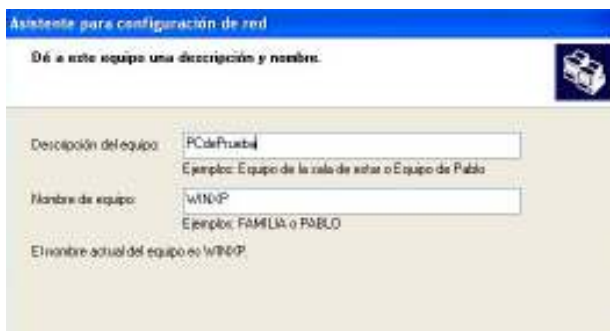 Asistente para configuración de red
Dé a este equipo una descripción y nombre.
Descripción del equipo: PCdePrueba
Ejemplos: Equipo de la sala de estar o Equipo de Pablo
Nombre de equipo: WINXP
Ejemplos: FAMILIA o PABLO
El nombre actual del equipo es WINXP.